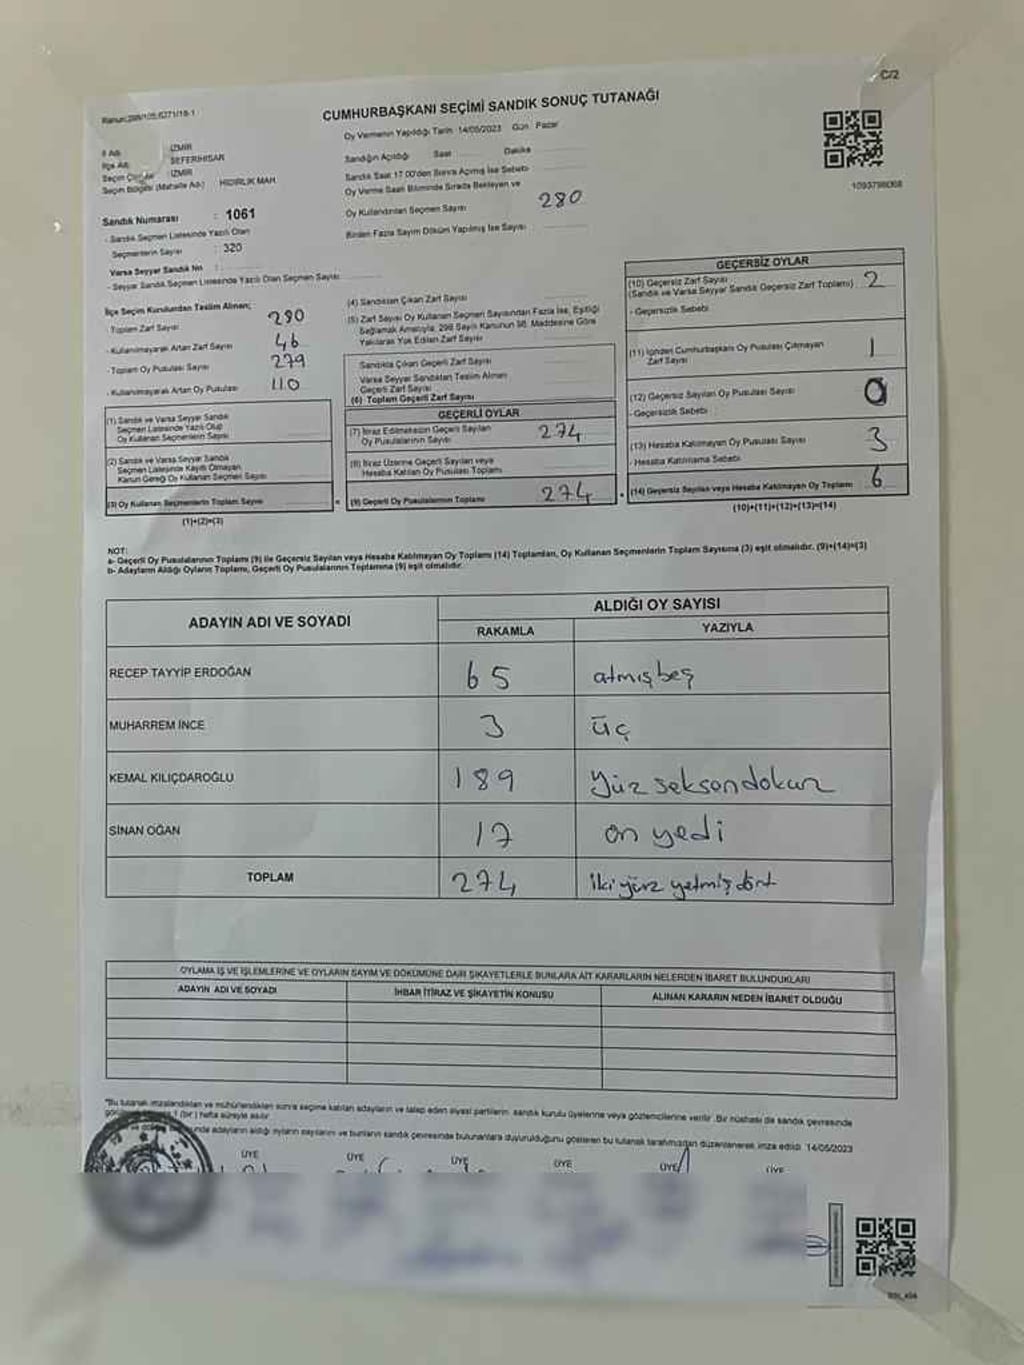 C/2
CUMHURBAŞKANI SEÇİMİ SANDIK SONUÇ TUTANAĞI
Oy Vermenin Yapıldığı Tarih 14/05/2023 Gün Pazar
İl Adı İZMİR
İlçe Adı SEFERİHİSAR
Seçim Çevresi İZMİR
Seçim Bölgesi (Mahalle Adı) HIDIRLIK MAH.
Sandık Numarası : 1061
- Sandık Seçmen Listesinde Yazılı Olan
Seçmenlerin Sayısı : 320
Varsa Seyyar Sandık No :
- Seyyar Sandık Seçmen Listesinde Yazılı Olan Seçmen Sayısı
Sandığın Açıldığı Saat Dakika
Sandık Saat 17.00'den Sonra Açılmış İse Sebebi
Oy Verme Saati Bitiminde Sırada Bekleyen ve
Oy Kullandırılan Seçmen Sayısı 280
Birden Fazla Sayım Döküm Yapılmış İse Sayısı
1093798068
İlçe Seçim Kurulundan Teslim Alınan;
- Toplam Zarf Sayısı
- Kullanılmayarak Artan Zarf Sayısı 46
- Toplam Oy Pusulası Sayısı 279
- Kullanılmayarak Artan Oy Pusulası 110
(1) Sandık ve Varsa Seyyar Sandık
Seçmen Listesinde Yazılı Olup
Oy Kullanan Seçmenlerin Sayısı
(2) Sandık ve Varsa Seyyar Sandık
Seçmen Listesinde Kayıtlı Olmayan
Kanun Gereği Oy Kullanan Seçmen Sayısı
(3) Oy Kullanan Seçmenlerin Toplam Sayısı
(1)+(2)=(3)
(4) Sandıktan Çıkan Zarf Sayısı
(5) Zarf Sayısı Oy Kullanan Seçmen Sayısından Fazla İse, Eşitliği
Sağlamak Amacıyla, 298 Sayılı Kanunun 98. Maddesine Göre
Yakılarak Yok Edilen Zarf Sayısı
Sandıkta Çıkan Geçerli Zarf Sayısı
Varsa Seyyar Sandıktan Teslim Alınan
Geçerli Zarf Sayısı
(6) Toplam Geçerli Zarf Sayısı
GEÇERLİ OYLAR
(7) İtiraz Edilmeksizin Geçerli Sayılan
Oy Pusulalarının Sayısı 274
(8) İtiraz Üzerine Geçerli Sayılan veya
Hesaba Katılan Oy Pusulası Toplamı
(9) Geçerli Oy Pusulalarının Toplamı 274
GEÇERSİZ OYLAR
(10) Geçersiz Zarf Sayısı
(Sandık ve Varsa Seyyar Sandık Geçersiz Zarf Toplamı) 2
- Geçersizlik Sebebi
(11) İçinden Cumhurbaşkanı Oy Pusulası Çıkmayan
Zarf Sayısı 1
(12) Geçersiz Sayılan Oy Pusulası Sayısı
- Geçersizlik Sebebi
(13) Hesaba Katılmayan Oy Pusulası Sayısı 3
- Hesaba Katılmama Sebebi
(14) Geçersiz Sayılan veya Hesaba Katılmayan Oy Toplamı 6
(10)+(11)+(12)+(13)=(14)
NOT:
a- Geçerli Oy Pusulalarının Toplamı (9) ile Geçersiz Sayılan veya Hesaba Katılmayan Oy Toplamı (14) Toplamları, Oy Kullanan Seçmenlerin Toplam Sayısına (3) eşit olmalıdır. (9)+(14)=(3)
b- Adayların Aldığı Oyların Toplamı, Geçerli Oy Pusulalarının Toplamına (9) eşit olmalıdır.
ADAYIN ADI VE SOYADI
ALDIĞI OY SAYISI
RAKAMLA YAZIYLA
RECEP TAYYİP ERDOĞAN 65 atmışbeş
MUHARREM İNCE 3 üç
KEMAL KILIÇDAROĞLU 189 Yüz seksandokuz
SİNAN OĞAN 17 on yedi
TOPLAM 274 iki yüz yetmiş dört
OYLAMA İŞ VE İŞLEMLERİNE VE OYLARIN SAYIM VE DÖKÜMÜNE DAİR ŞİKAYETLERLE BUNLARA AİT KARARLARIN NELERDEN İBARET BULUNDUKLARI
ADAYIN ADI VE SOYADI İHBAR İTİRAZ VE ŞİKAYETİN KONUSU ALINAN KARARIN NEDEN İBARET OLDUĞU
"Bu tutanak imzalandıktan ve mühürlendikten sonra seçime katılan adayların ve talep eden siyasi partilerin sandık kurulu üyelerine veya gözlemcilerine verilir. Bir nüshası da sandık çevresinde
1 (bir) hafta süreyle asılır.
adayların aldığı oyların sayılarını ve bunların sandık çevresinde bulunanlara duyurulduğunu gösteren bu tutanak tarafımızdan düzenlenerek imza edildi. 14/05/2023
ÜYE ÜYE ÜYE ÜYE ÜYE ÜYE